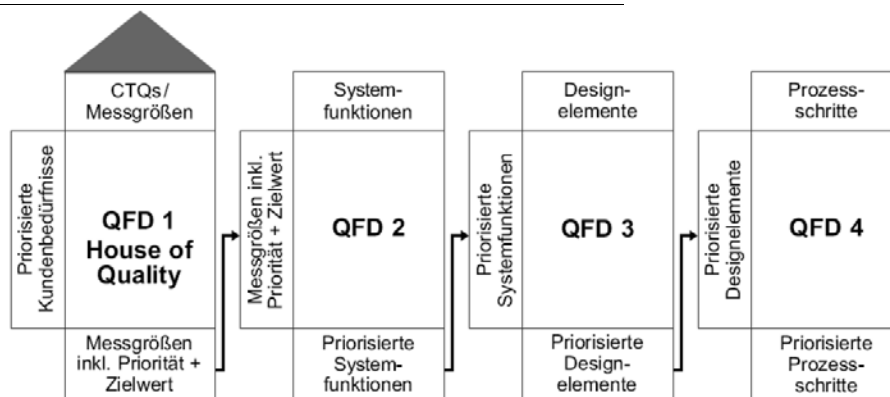 CTQs/
Messgrößen
Priorisierte
Kundenbedürfnisse
QFD 1
House of
Quality
Messgrößen
inkl. Priorität +
Zielwert
System-
funktionen
Messgrößen inkl.
Priorität + Zielwert
QFD 2
Priorisierte
System-
funktionen
Design-
elemente
Priorisierte
Systemfunktionen
QFD 3
Priorisierte
Design-
elemente
Prozess-
schritte
Priorisierte
Designelemente
QFD 4
Priorisierte
Prozess-
schritte